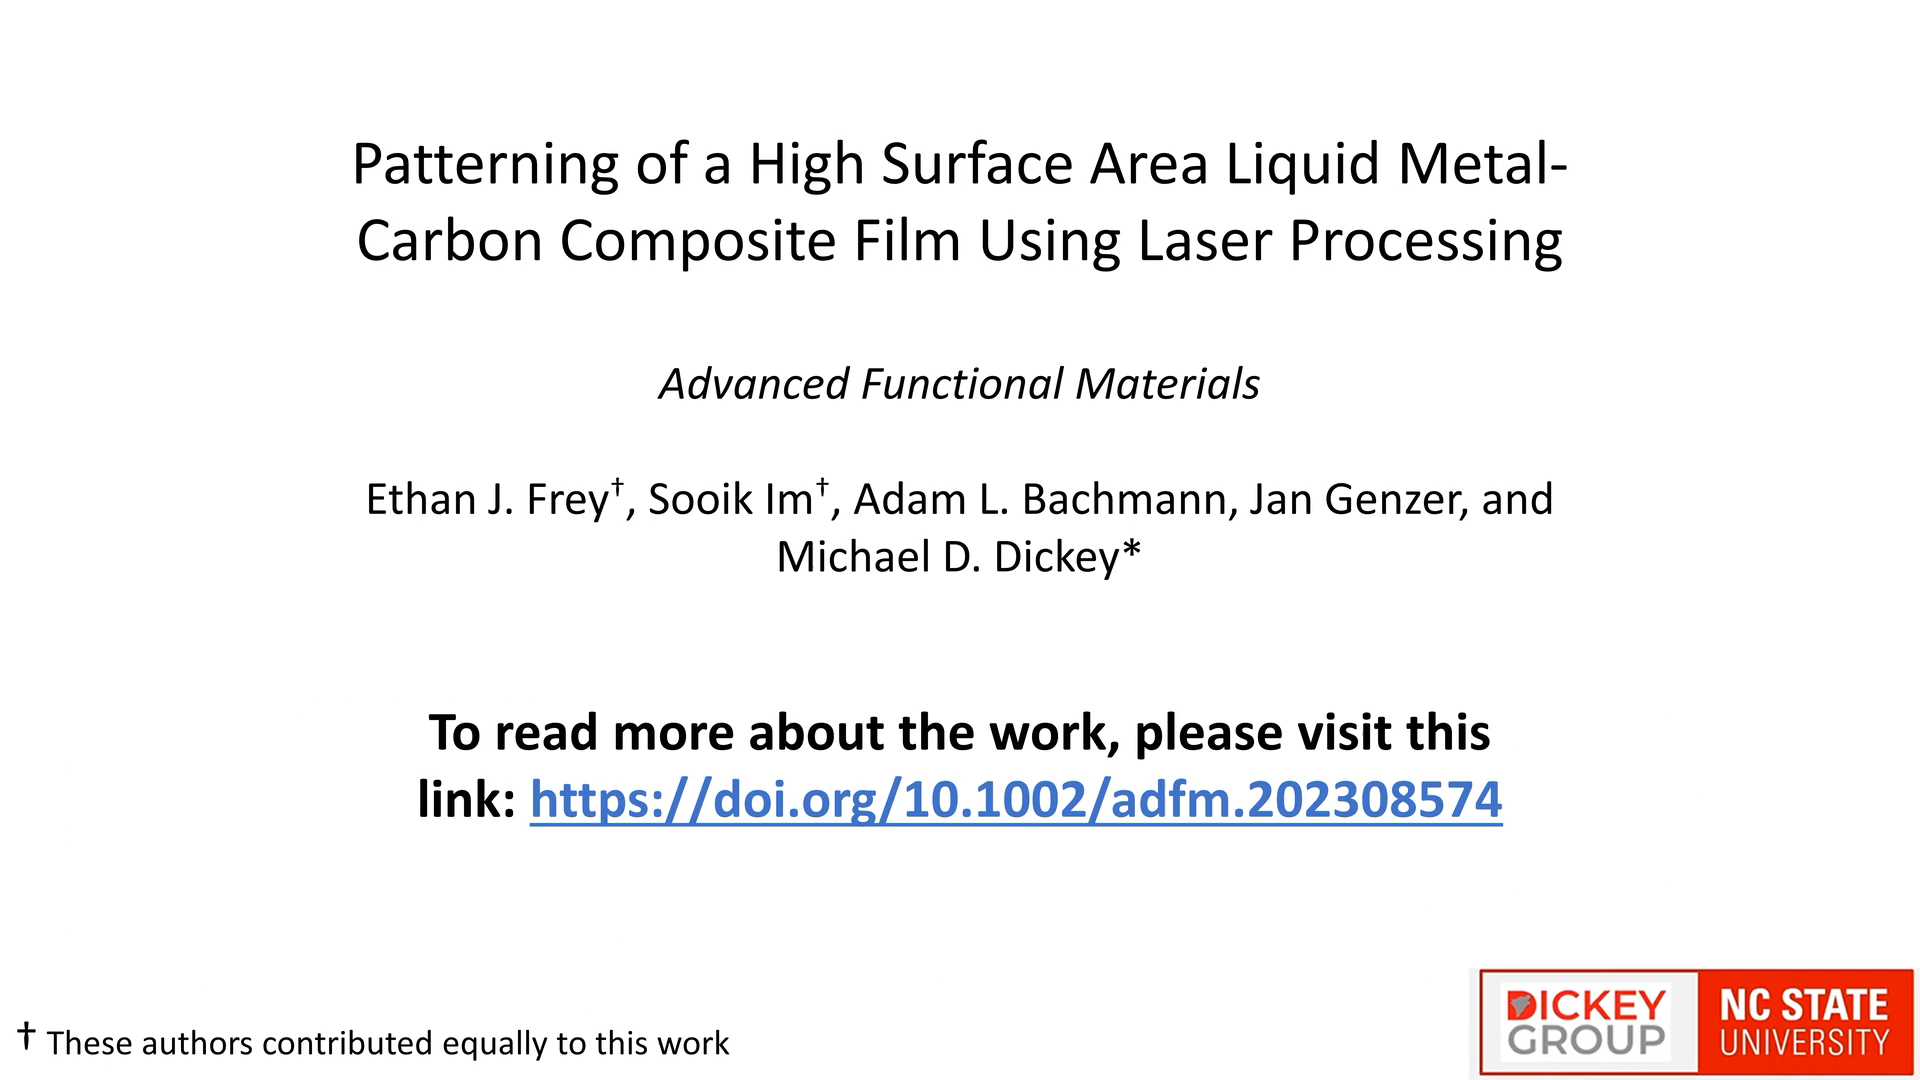 Patterning of a High Surface Area Liquid Metal-
Carbon Composite Film Using Laser Processing
Advanced Functional Materials
Ethan J. Frey†, Sooik Im†, Adam L. Bachmann, Jan Genzer, and
Michael D. Dickey*
To read more about the work, please visit this
link: https://doi.org/10.1002/adfm.202308574
† These authors contributed equally to this work
DICKEY
GROUP
NC STATE
UNIVERSITY